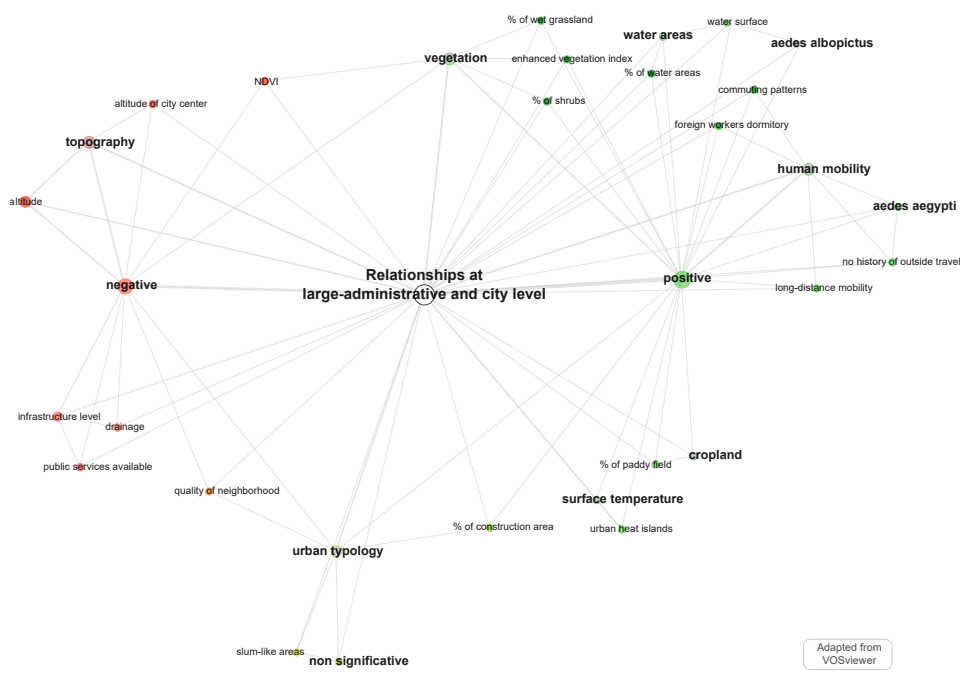 % of wet grassland
water surface
water areas
aedes albopictus
vegetation
enhanced vegetation index
% of water areas
NDVI
commuting patterns
altitude of city center
% of shrubs
foreign workers dormitory
topography
human mobility
altitude
aedes aegypti
no history of outside travel
Relationships at
large-administrative and city level
positive
negative
long-distance mobility
infrastructure level
drainage
public services available
cropland
% of paddy field
quality of neighborhood
surface temperature
% of construction area
urban heat islands
urban typology
slum-like areas
non significative
Adapted from
VOSviewer